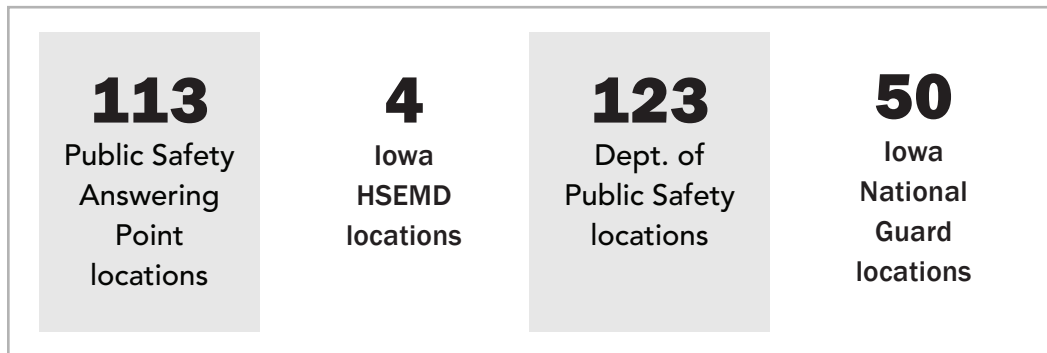 113
Public Safety
Answering
Point
locations
4
Iowa
HSEMD
locations
123
Dept. of
Public Safety
locations
50
Iowa
National
Guard
locations